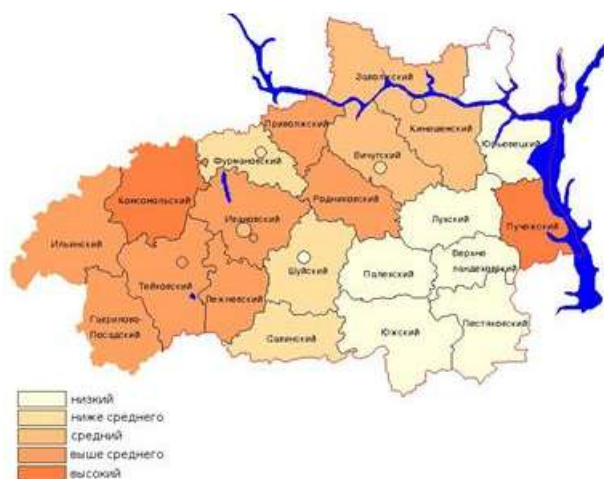 Заволжский
Приволжский
Кинешемский
Юрьевецкий
Вичугский
Фурмановский
Комсомольский
Родниковский
Ивановский
Лухский
Пучежский
Ильинский
Верхне
Ландеховский
Шуйский
Палехский
Тейковский
Лежневский
Гаврилово-
Посадский
Пестяковский
Южский
Савинский
низкий
ниже среднего
средний
выше среднего
высокий